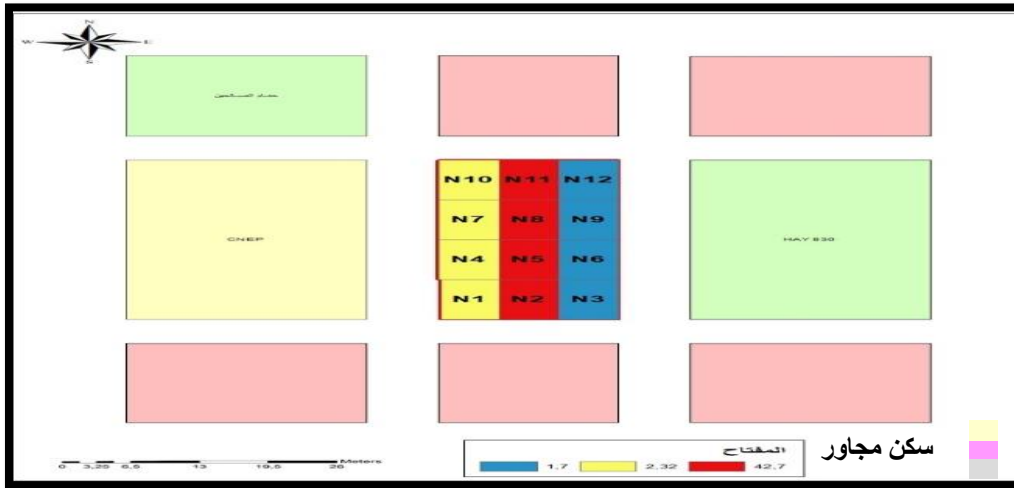 N
W
E
S
CNEP
N10 N11 N12
N7 N8 N9
N4 N5 N6
N1 N2 N3
HAY 830
0 3,25 6,5 13 19,5 26 Meters
المفتاح
1,7 2,32 42,7
سكن مجاور